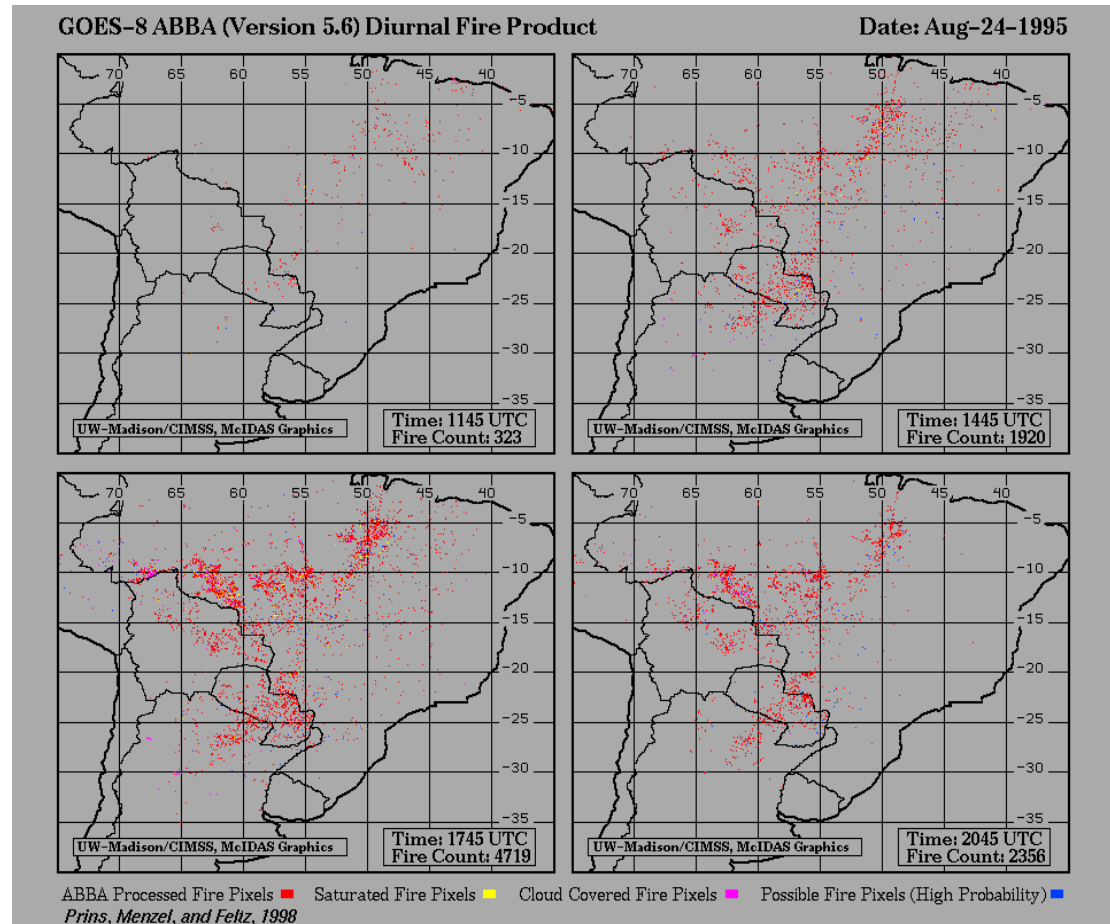 GOES-8 ABBA (Version 5.6) Diurnal Fire Product Date: Aug-24-1995
70 65 60 55 50 45 40
-5
-10
-15
-20
-25
-30
-35
Time: 1145 UTC
Fire Count: 323
UW-Madison/CIMSS, McIDAS Graphics
70 65 60 55 50 45 40
-5
-10
-15
-20
-25
-30
-35
Time: 1445 UTC
Fire Count: 1920
UW-Madison/CIMSS, McIDAS Graphics
70 65 60 55 50 45 40
-5
-10
-15
-20
-25
-30
-35
Time: 1745 UTC
Fire Count: 4719
UW-Madison/CIMSS, McIDAS Graphics
70 65 60 55 50 45 40
-5
-10
-15
-20
-25
-30
-35
Time: 2045 UTC
Fire Count: 2356
UW-Madison/CIMSS, McIDAS Graphics
ABBA Processed Fire Pixels Saturated Fire Pixels Cloud Covered Fire Pixels Possible Fire Pixels (High Probability)
Prins, Menzel, and Feltz, 1998